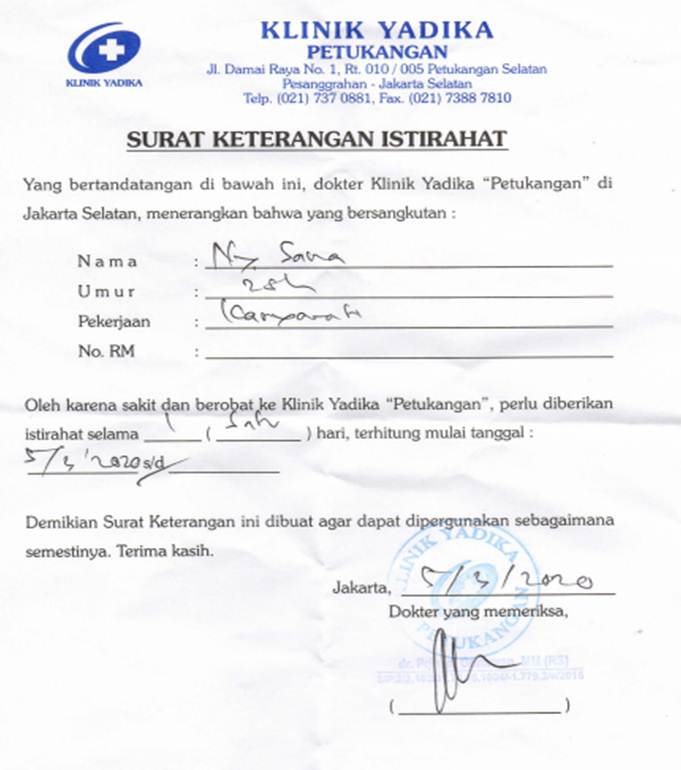 KLINIK YADIKA
PETUKANGAN
Jl. Damai Raya No. 1, Rt. 010 / 005 Petukangan Selatan
Pesanggrahan - Jakarta Selatan
Telp. (021) 737 0881, Fax. (021) 7388 7810
KLINIK YADIKA
SURAT KETERANGAN ISTIRAHAT
Yang bertandatangan di bawah ini, dokter Klinik Yadika “Petukangan” di
Jakarta Selatan, menerangkan bahwa yang bersangkutan :
Nama : Ny. Sana
Umur : 28th
Pekerjaan :
No. RM :
Oleh karena sakit dan berobat ke Klinik Yadika “Petukangan”, perlu diberikan
istirahat selama 1 ( Satu ) hari, terhitung mulai tanggal :
5/3'2020 s/d
Demikian Surat Keterangan ini dibuat agar dapat dipergunakan sebagaimana
semestinya. Terima kasih.
Jakarta, 5/3/2020
Dokter yang memeriksa,
KLINIK YADIKA
PETUKANGAN
( )